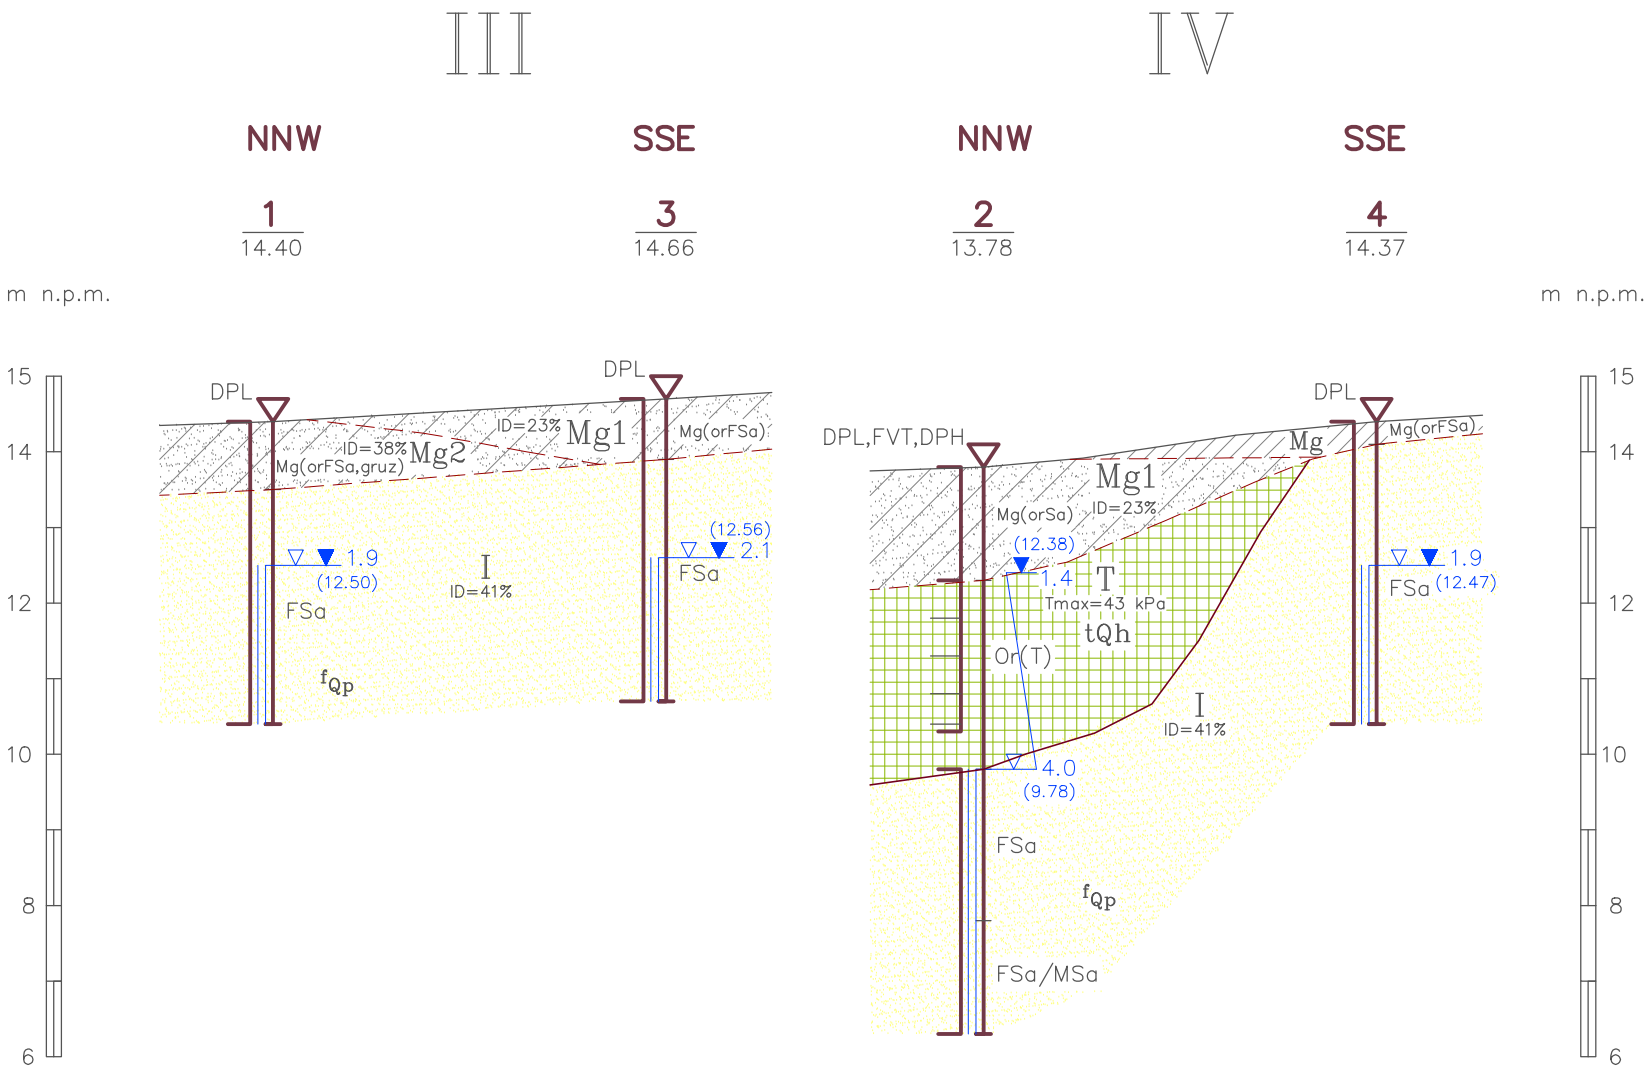 III IV
NNW SSE NNW SSE
1 3 2 4
14.40 14.66 13.78 14.37
m n.p.m. m n.p.m.
15 DPL DPL DPL 15
DPL,FVT,DPH
ID=23% Mg1 Mg(orFSa) Mg Mg(orFSa)
14 ID=38% Mg2 14
Mg(orFSa,gruz) Mg1
ID=23%
Mg(orSa)
(12.56) (12.38)
1.9 2.1 1.9
(12.50) I FSa T 1.4 FSa (12.47)
ID=41% Tmax=43 kPa
12 FSa 12
tQh
Or(T)
fQp I
ID=41%
10 10
4.0
(9.78)
FSa
fQp
8 8
FSa/MSa
6 6